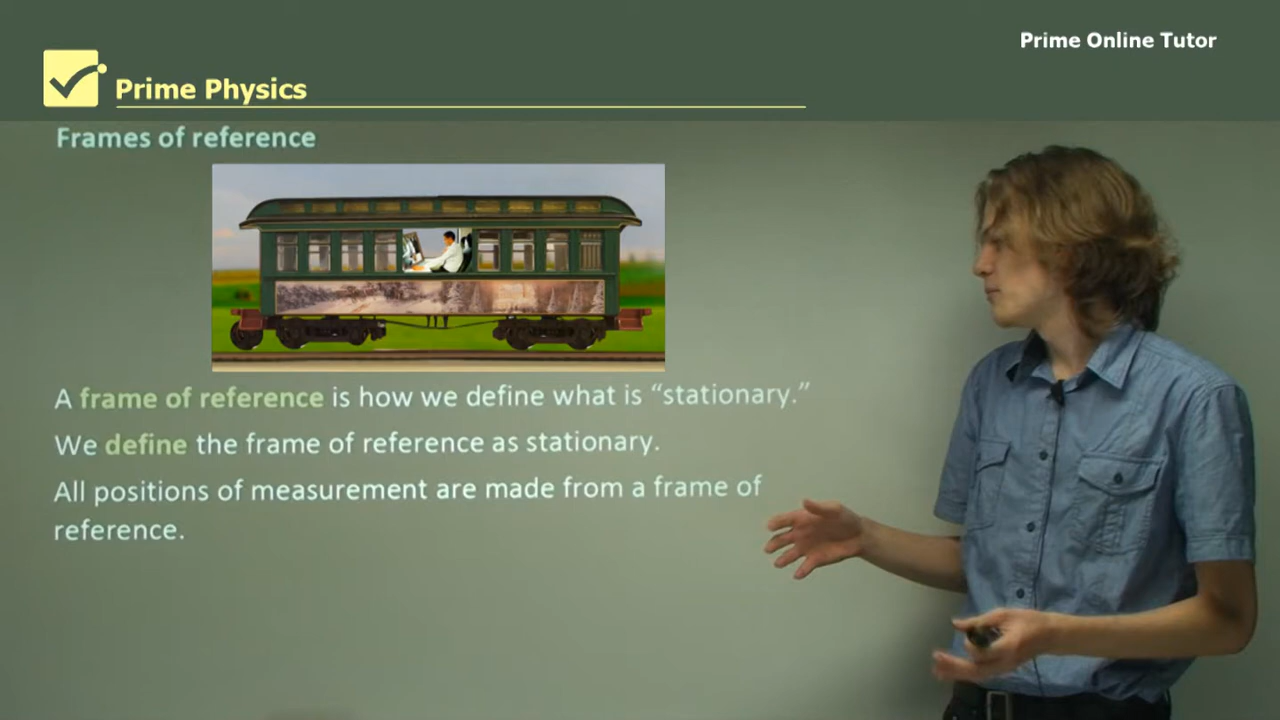 Prime Online Tutor
Prime Physics
Frames of reference
A frame of reference is how we define what is “stationary.”
We define the frame of reference as stationary.
All positions of measurement are made from a frame of
reference.